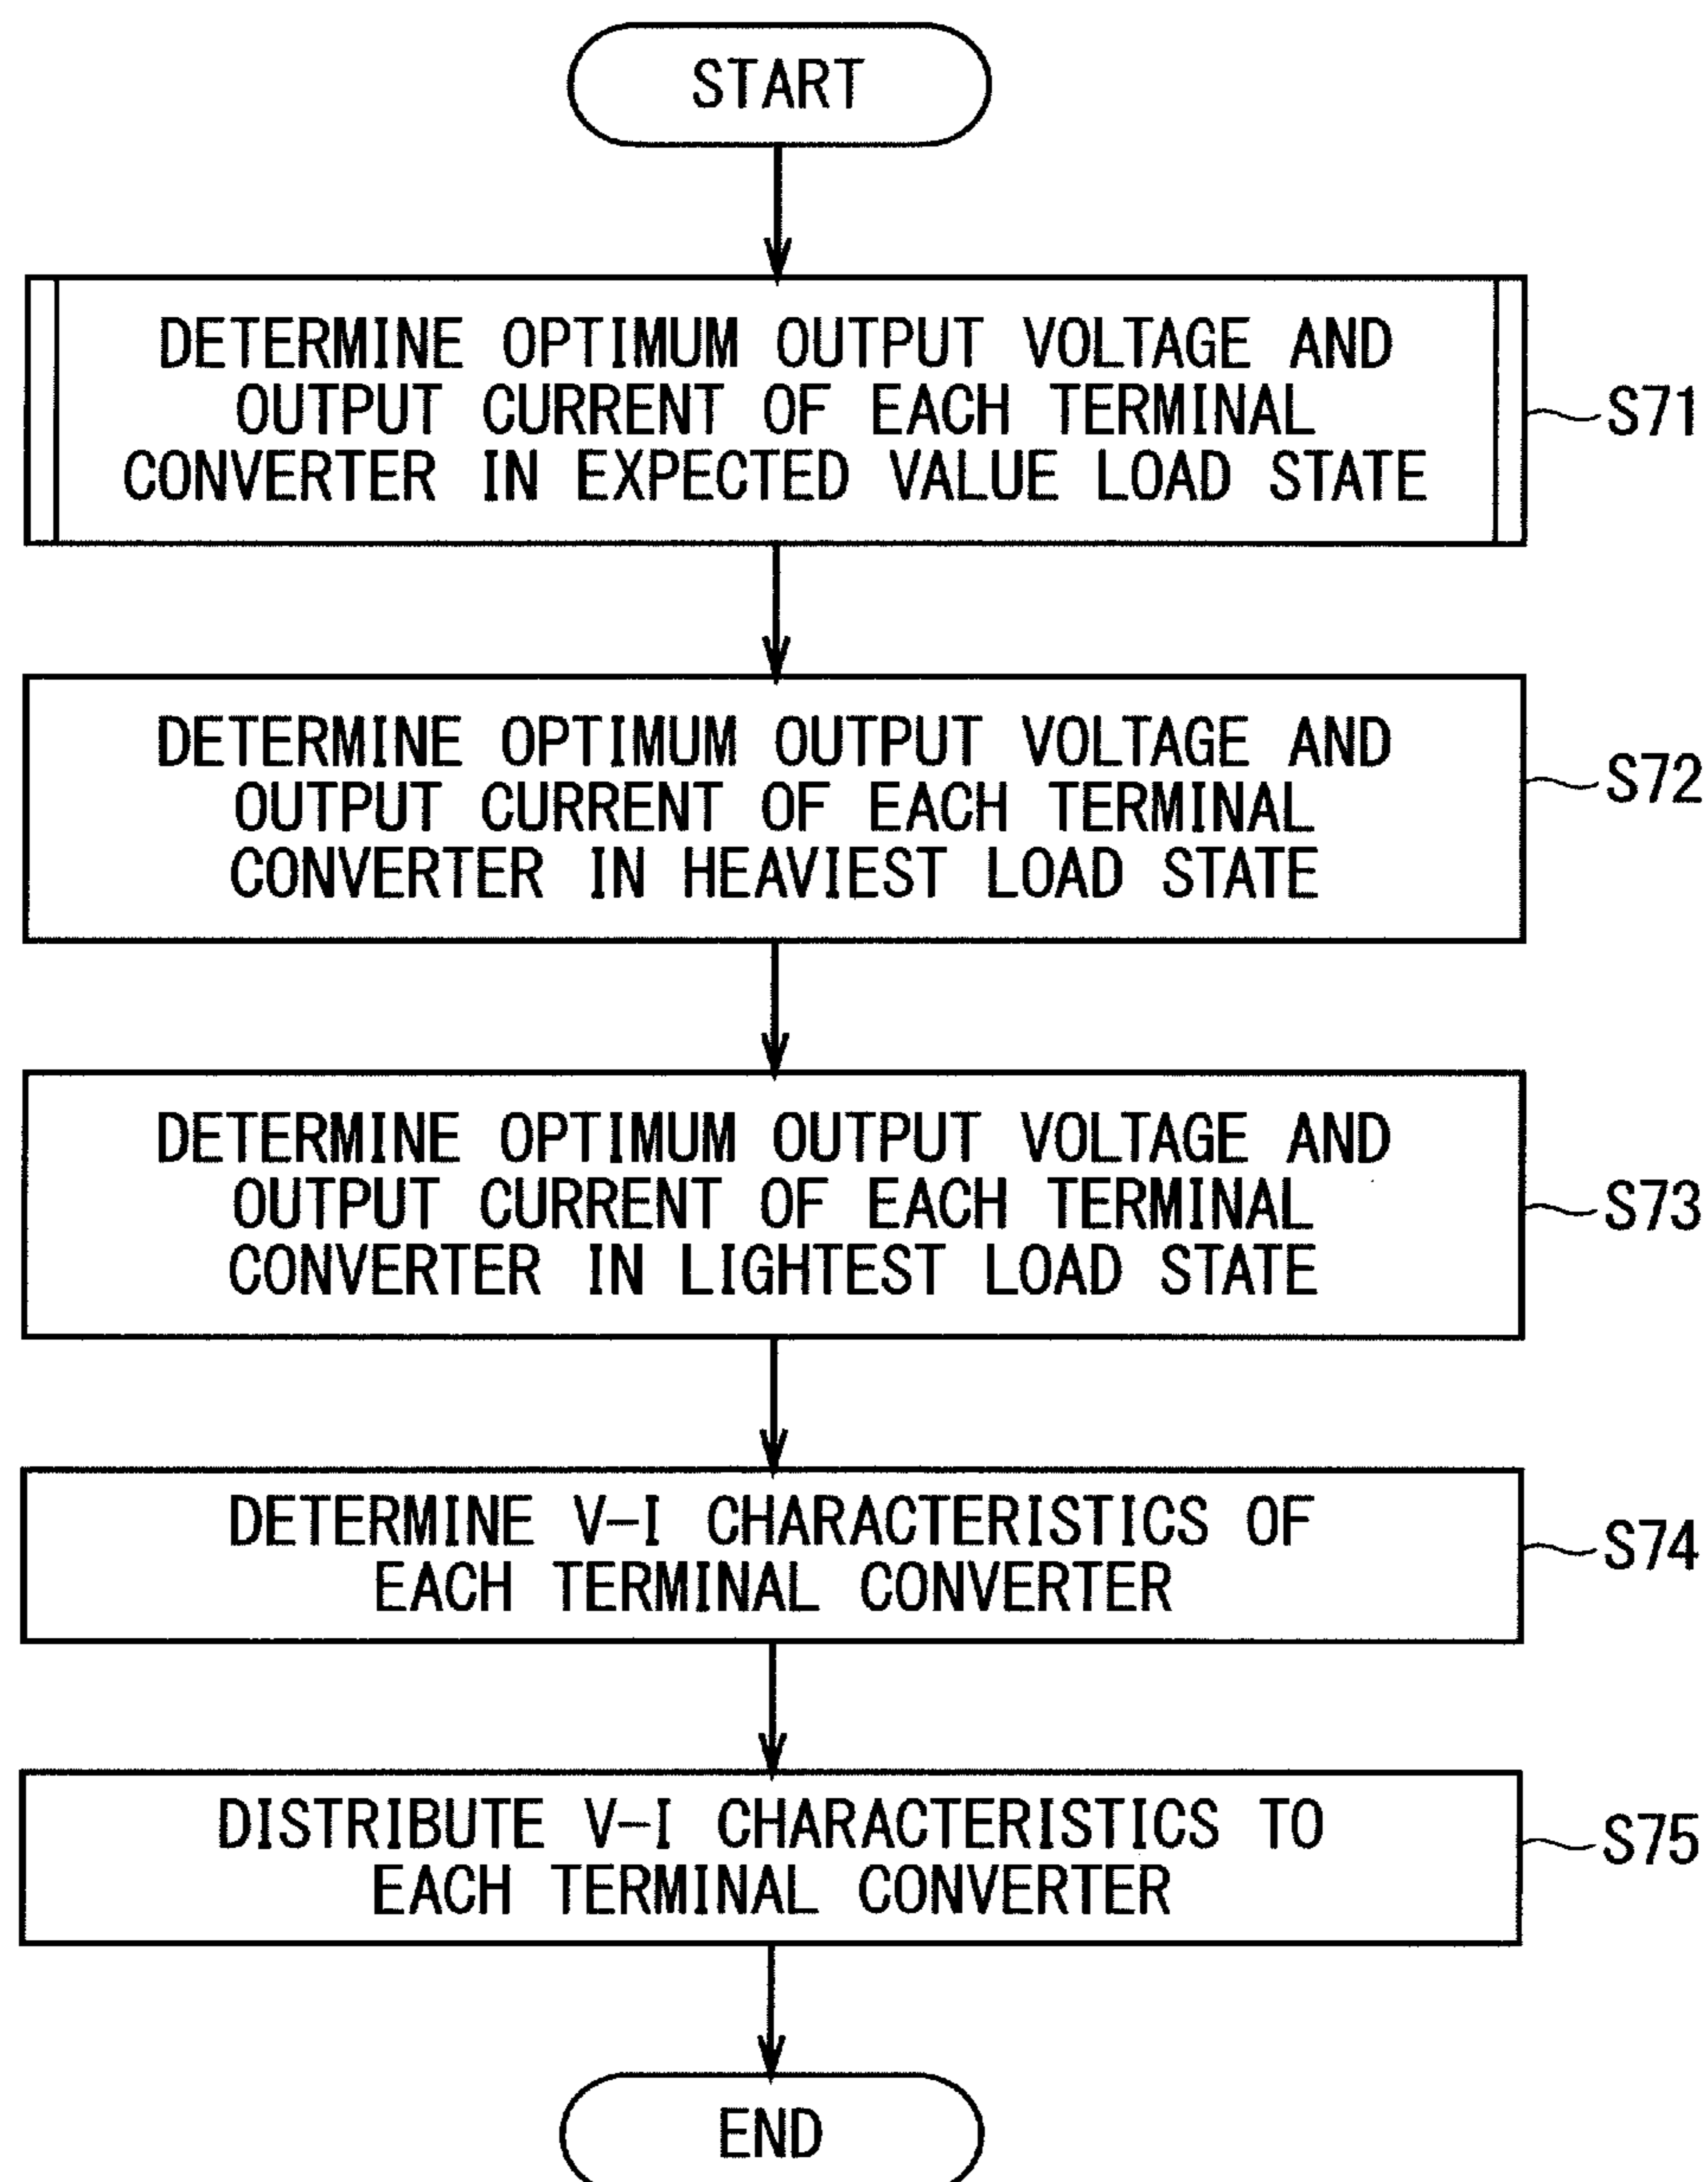 START
DETERMINE OPTIMUM OUTPUT VOLTAGE AND
OUTPUT CURRENT OF EACH TERMINAL
CONVERTER IN EXPECTED VALUE LOAD STATE
S71
DETERMINE OPTIMUM OUTPUT VOLTAGE AND
OUTPUT CURRENT OF EACH TERMINAL
CONVERTER IN HEAVIEST LOAD STATE
S72
DETERMINE OPTIMUM OUTPUT VOLTAGE AND
OUTPUT CURRENT OF EACH TERMINAL
CONVERTER IN LIGHTEST LOAD STATE
S73
DETERMINE V-I CHARACTERISTICS OF
EACH TERMINAL CONVERTER
S74
DISTRIBUTE V-I CHARACTERISTICS TO
EACH TERMINAL CONVERTER
S75
END